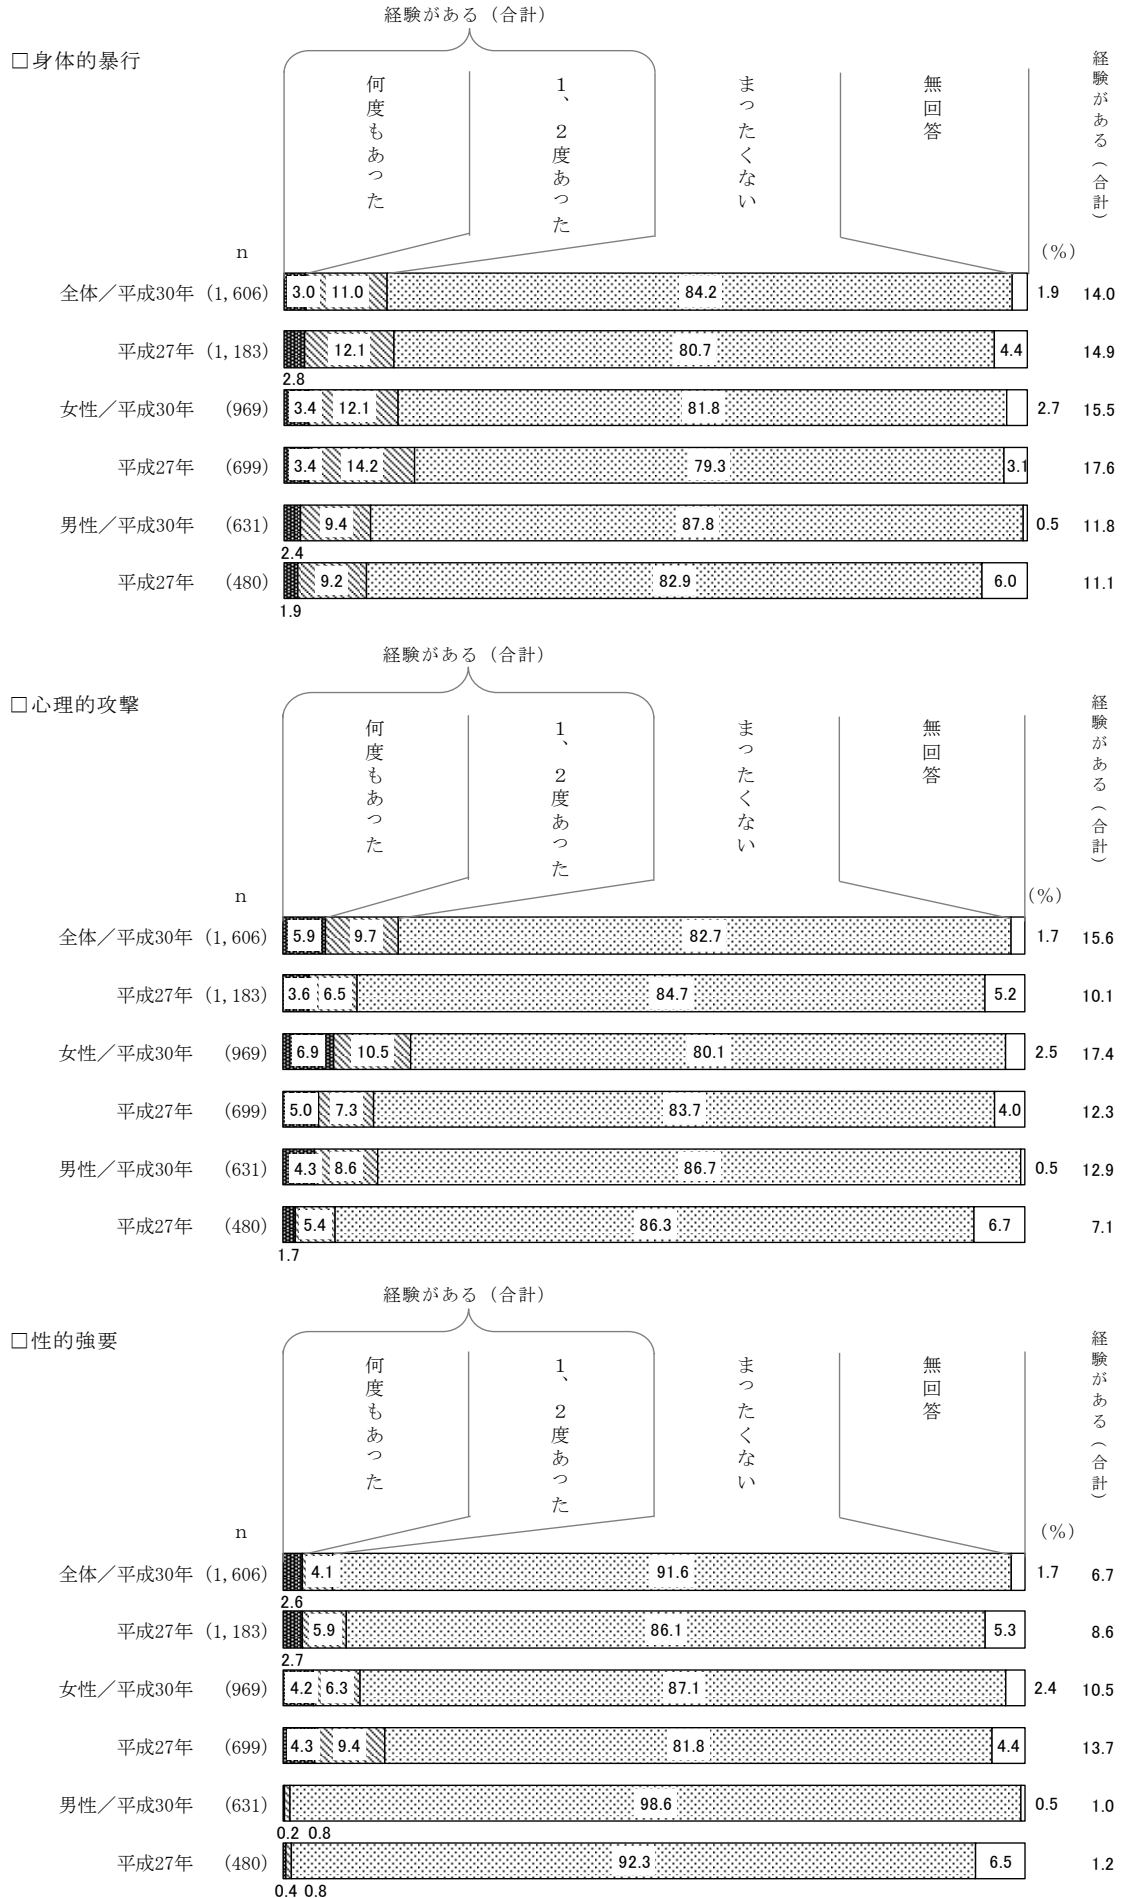 経験がある（合計）
□身体的暴行
何度もあった
１、２度あった
まったくない
無回答
経験がある（合計）
n
(%)
全体／平成30年 (1,606) 3.0 11.0 84.2 1.9 14.0
平成27年 (1,183) 12.1 80.7 4.4 14.9
2.8
女性／平成30年 (969) 3.4 12.1 81.8 2.7 15.5
平成27年 (699) 3.4 14.2 79.3 3.1 17.6
男性／平成30年 (631) 9.4 87.8 0.5 11.8
2.4
平成27年 (480) 9.2 82.9 6.0 11.1
1.9
経験がある（合計）
□心理的攻撃
何度もあった
１、２度あった
まったくない
無回答
経験がある（合計）
n
(%)
全体／平成30年 (1,606) 5.9 9.7 82.7 1.7 15.6
平成27年 (1,183) 3.6 6.5 84.7 5.2 10.1
女性／平成30年 (969) 6.9 10.5 80.1 2.5 17.4
平成27年 (699) 5.0 7.3 83.7 4.0 12.3
男性／平成30年 (631) 4.3 8.6 86.7 0.5 12.9
平成27年 (480) 5.4 86.3 6.7 7.1
1.7
経験がある（合計）
□性的強要
何度もあった
１、２度あった
まったくない
無回答
経験がある（合計）
n
(%)
全体／平成30年 (1,606) 4.1 91.6 1.7 6.7
2.6
平成27年 (1,183) 5.9 86.1 5.3 8.6
2.7
女性／平成30年 (969) 4.2 6.3 87.1 2.4 10.5
平成27年 (699) 4.3 9.4 81.8 4.4 13.7
男性／平成30年 (631) 98.6 0.5 1.0
0.2 0.8
平成27年 (480) 92.3 6.5 1.2
0.4 0.8